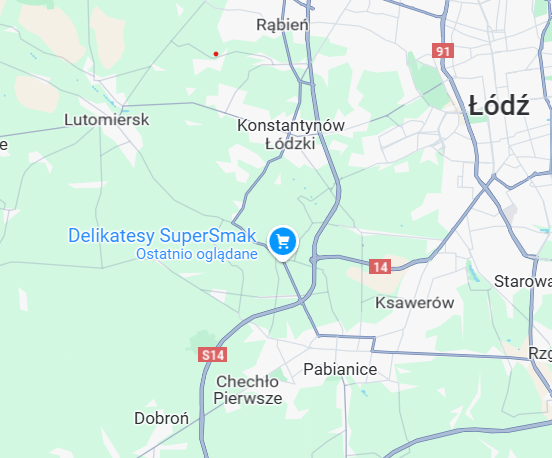 Rąbień
91
Łódź
Lutomiersk
Konstantynów
Łódzki
e
Delikatesy SuperSmak
Ostatnio oglądane
14
Starowa
Ksawerów
S14
Rzg
Pabianice
Chechło
Pierwsze
Dobroń